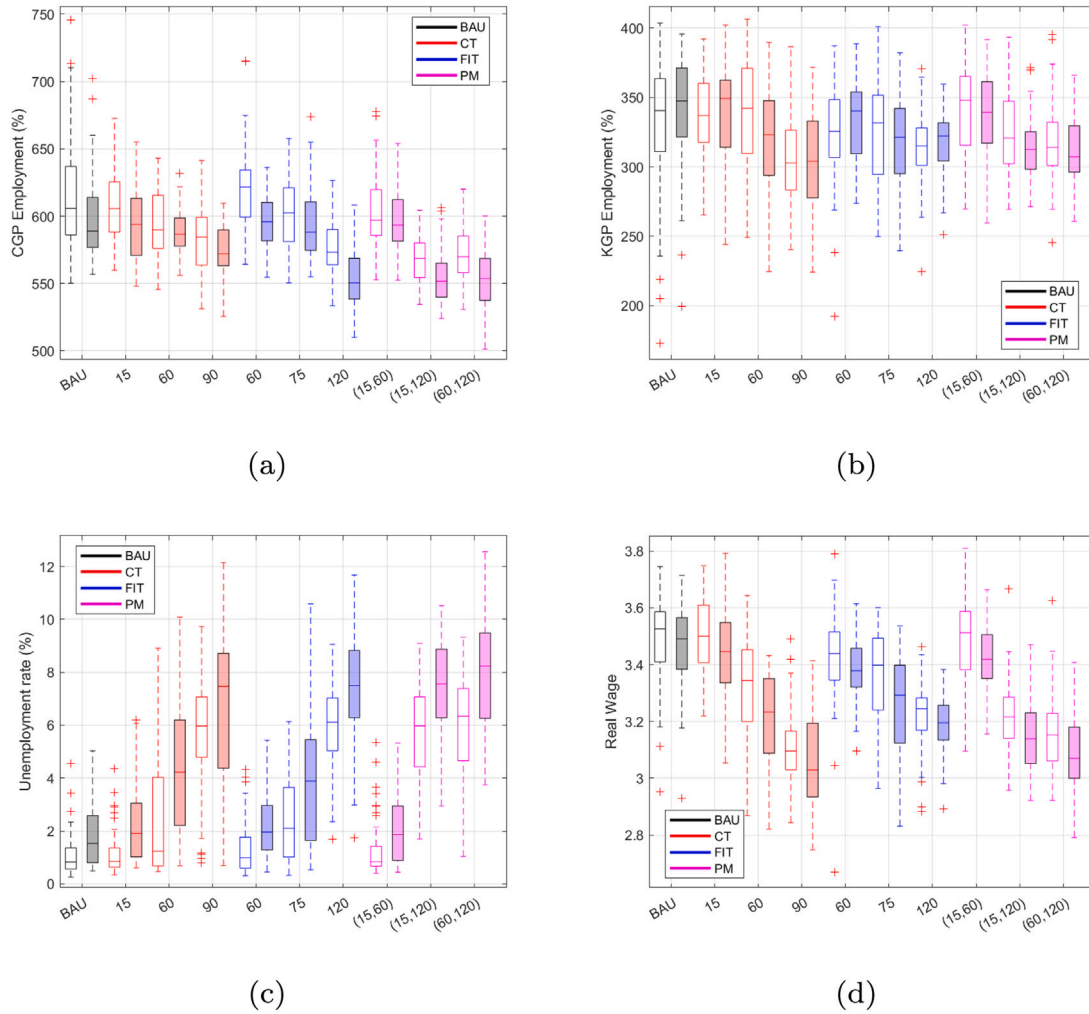 750
700
650
600
550
500
CGP Employment (%)
BAU
CT
FIT
PM
BAU
15
60
90
60
75
120
(15,60)
(15,120)
(60,120)
(a)
400
350
300
250
200
KGP Employment (%)
BAU
CT
FIT
PM
BAU
15
60
90
60
75
120
(15,60)
(15,120)
(60,120)
(b)
12
10
8
6
4
2
0
Unemployment rate (%)
BAU
CT
FIT
PM
BAU
15
60
90
60
75
120
(15,60)
(15,120)
(60,120)
(c)
3.8
3.6
3.4
3.2
3
2.8
Real Wage
BAU
CT
FIT
PM
BAU
15
60
90
60
75
120
(15,60)
(15,120)
(60,120)
(d)